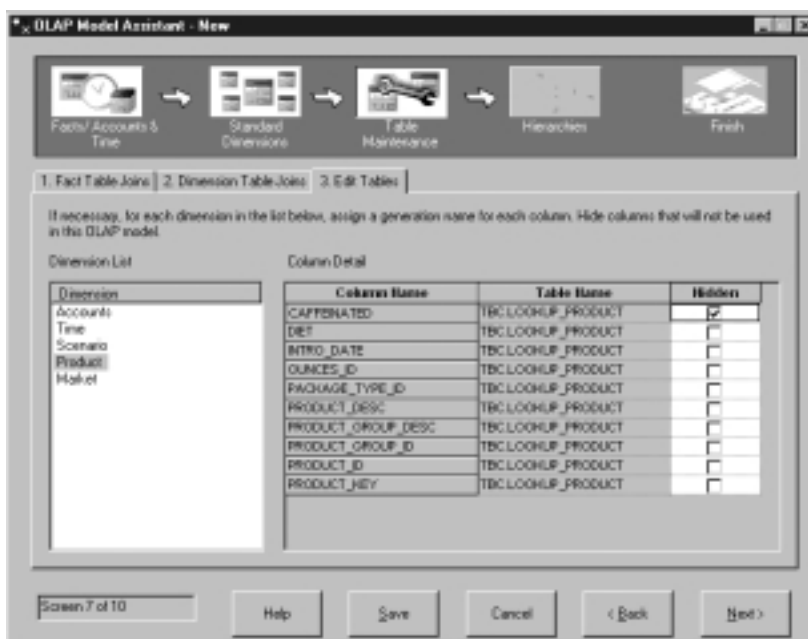 OLAP Model Assistant - New
Facts/ Accounts & Time
Standard Dimensions
Table Maintenance
Hierarchies
Finish
1. Fact Table Joins
2. Dimension Table Joins
3. Edit Tables
If necessary, for each dimension in the list below, assign a generation name for each column. Hide columns that will not be used
in this OLAP model.
Dimension List
Dimension
Accounts
Time
Scenario
Product
Market
Column Detail
Column Name Table Name Hidden
CAFFEINATED TBC.LOOKUP_PRODUCT
DIET TBC.LOOKUP_PRODUCT
INTRO_DATE TBC.LOOKUP_PRODUCT
OUNCES_ID TBC.LOOKUP_PRODUCT
PACKAGE_TYPE_ID TBC.LOOKUP_PRODUCT
PRODUCT_DESC TBC.LOOKUP_PRODUCT
PRODUCT_GROUP_DESC TBC.LOOKUP_PRODUCT
PRODUCT_GROUP_ID TBC.LOOKUP_PRODUCT
PRODUCT_ID TBC.LOOKUP_PRODUCT
PRODUCT_KEY TBC.LOOKUP_PRODUCT
Screen 7 of 10
Help
Save
Cancel
< Back
Next >